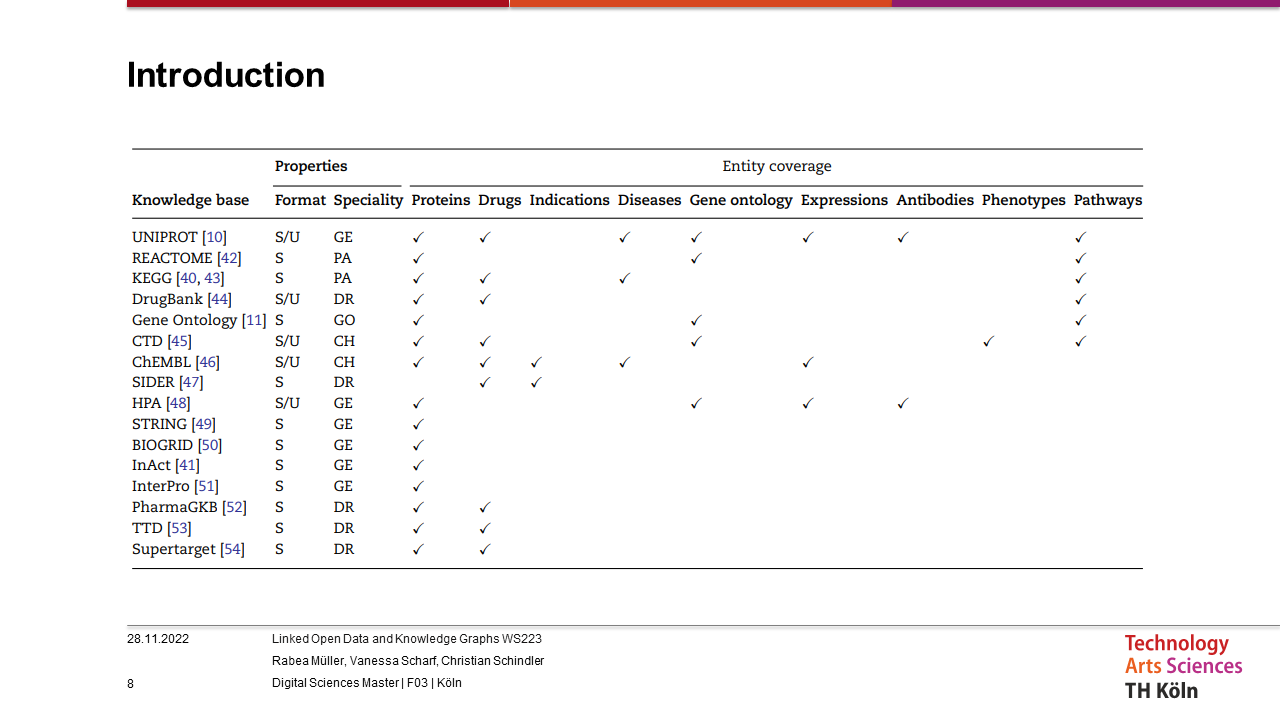 Introduction
Properties Entity coverage
Knowledge base Format Speciality Proteins Drugs Indications Diseases Gene ontology Expressions Antibodies Phenotypes Pathways
UNIPROT [10] S/U GE ✓ ✓ ✓ ✓ ✓ ✓ ✓
REACTOME [42] S PA ✓ ✓ ✓
KEGG [40, 43] S PA ✓ ✓ ✓ ✓
DrugBank [44] S/U DR ✓ ✓ ✓
Gene Ontology [11] S GO ✓ ✓ ✓
CTD [45] S/U CH ✓ ✓ ✓ ✓ ✓
ChEMBL [46] S/U CH ✓ ✓ ✓ ✓ ✓
SIDER [47] S DR ✓ ✓
HPA [48] S/U GE ✓ ✓ ✓ ✓
STRING [49] S GE ✓
BIOGRID [50] S GE ✓
InAct [41] S GE ✓
InterPro [51] S GE ✓
PharmaGKB [52] S DR ✓ ✓
TTD [53] S DR ✓ ✓
Supertarget [54] S DR ✓ ✓
28.11.2022 Linked Open Data and Knowledge Graphs WS223
Rabea Müller, Vanessa Scharf, Christian Schindler
8 Digital Sciences Master | F03 | Köln
Technology
Arts Sciences
TH Köln